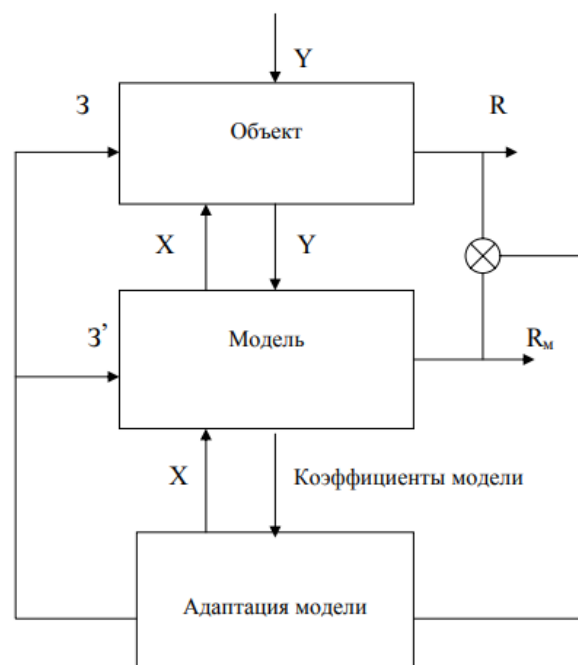 Y
З
R
Объект
X
Y
З’
Модель
Rм
X
Коэффициенты модели
Адаптация модели